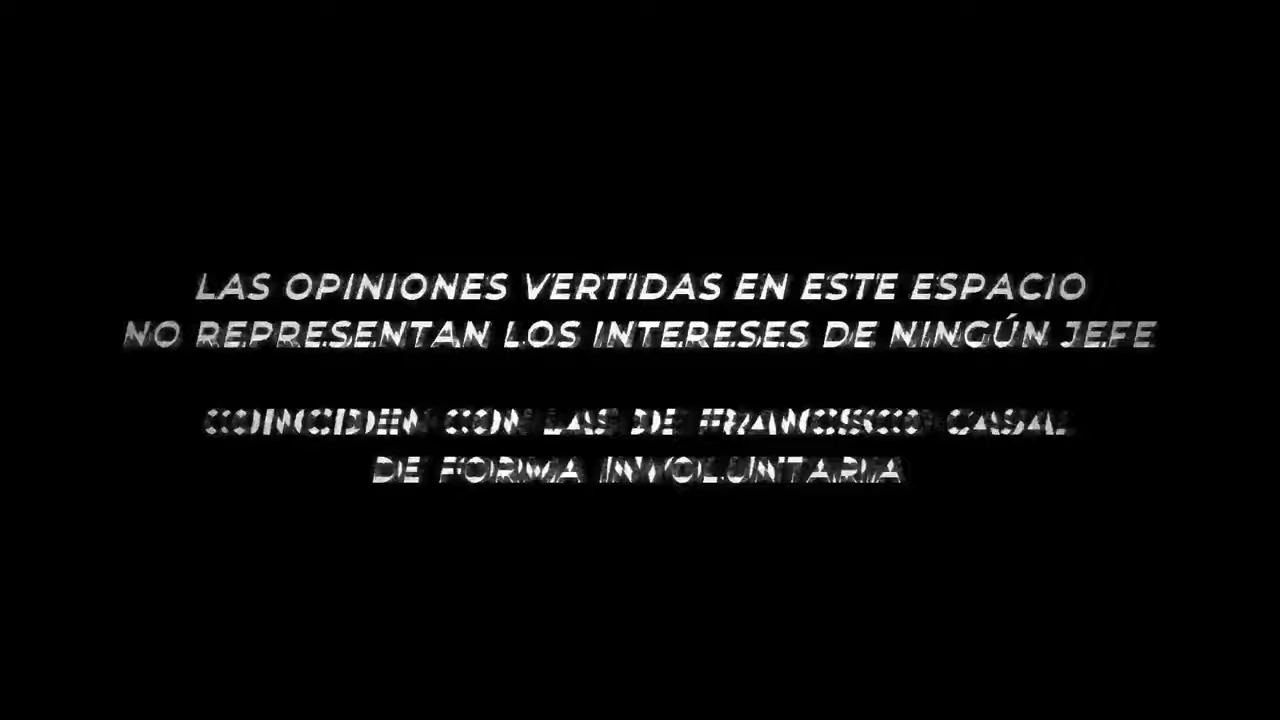 LAS OPINIONES VERTIDAS EN ESTE ESPACIO
NO REPRESENTAN LOS INTERESES DE NINGÚN JEFE
COINCIDEN CON LAS DE FRANCISCO CASAL
DE FORMA INVOLUNTARIA